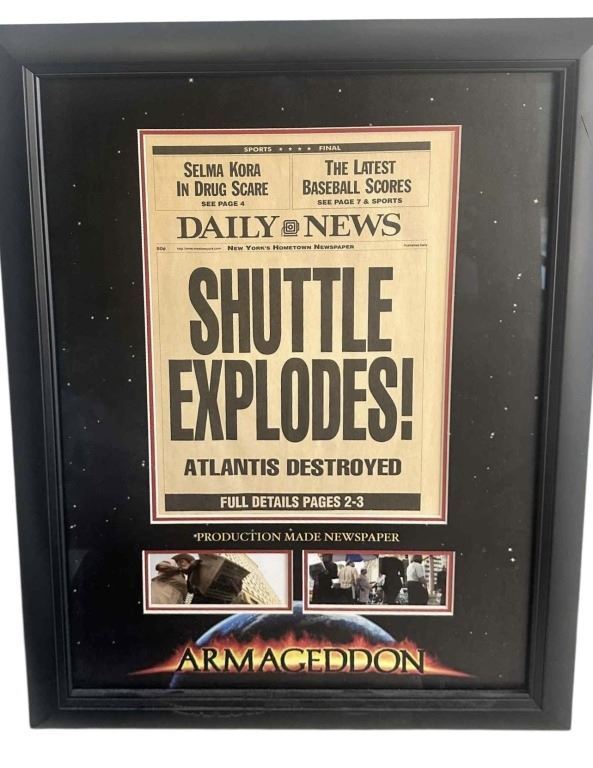 SPORTS ★ ★ ★ ★ FINAL
SELMA KORA
IN DRUG SCARE
SEE PAGE 4
THE LATEST
BASEBALL SCORES
SEE PAGE 7 & SPORTS
DAILY NEWS
50¢ NEW YORK'S HOMETOWN NEWSPAPER
SHUTTLE
EXPLODES!
ATLANTIS DESTROYED
FULL DETAILS PAGES 2-3
*PRODUCTION MADE NEWSPAPER
ARMAGEDDON